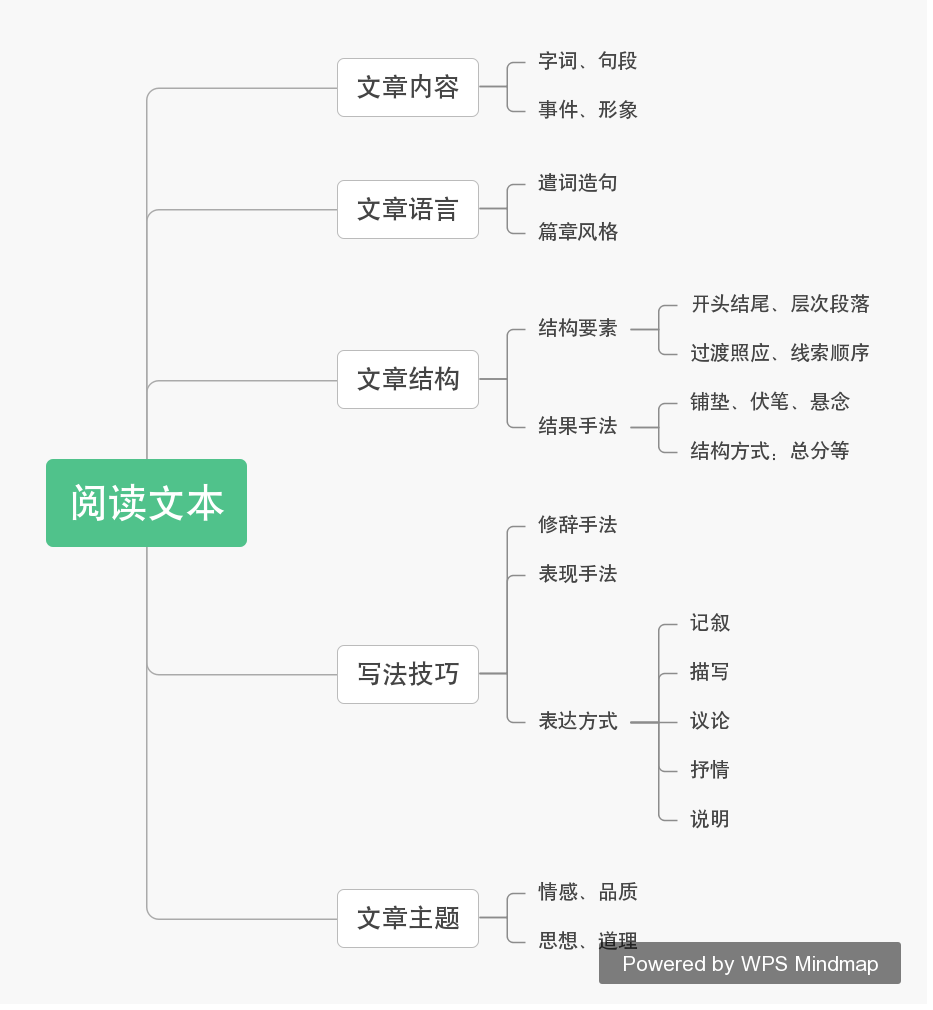 阅读文本
文章内容
字词、句段
事件、形象
文章语言
遣词造句
篇章风格
文章结构
结构要素
开头结尾、层次段落
过渡照应、线索顺序
结果手法
铺垫、伏笔、悬念
结构方式：总分等
写法技巧
修辞手法
表现手法
表达方式
记叙
描写
议论
抒情
说明
文章主题
情感、品质
思想、道理
Powered by WPS Mindmap